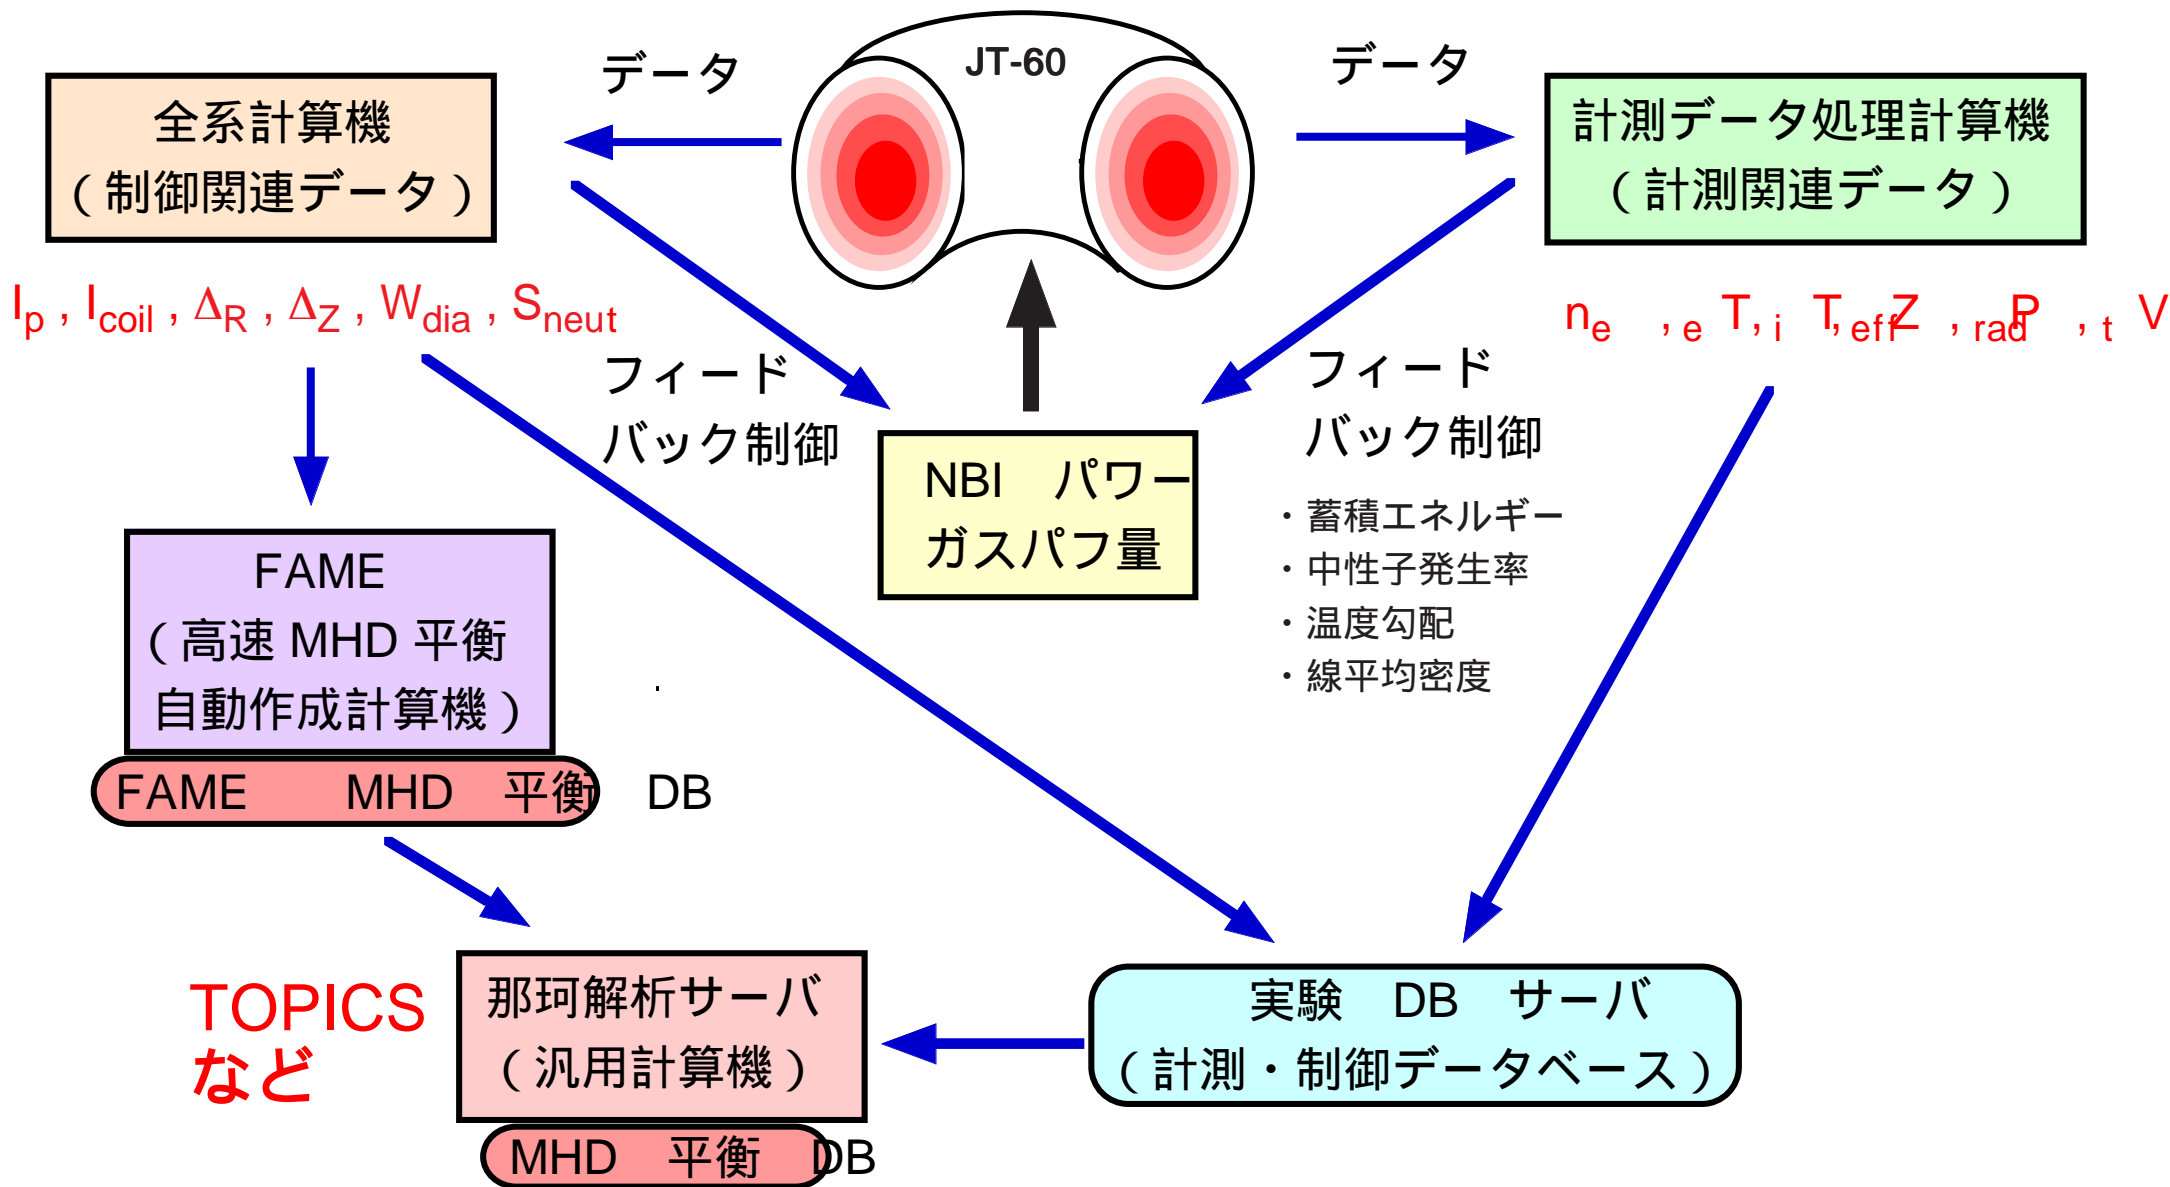 JT-60
データ
データ
全系計算機
（制御関連データ）
計測データ処理計算機
（計測関連データ）
Ip , Icoil , ΔR , ΔZ , Wdia , Sneut
ne , e T, i T, eff Z , rad P , t V
フィード
バック制御
フィード
バック制御
NBI パワー
ガスパフ量
・蓄積エネルギー
・中性子発生率
・温度勾配
・線平均密度
FAME
（高速 MHD 平衡
自動作成計算機）
FAME MHD 平衡 DB
TOPICS
など
那珂解析サーバ
（汎用計算機）
MHD 平衡 DB
実験 DB サーバ
（計測・制御データベース）